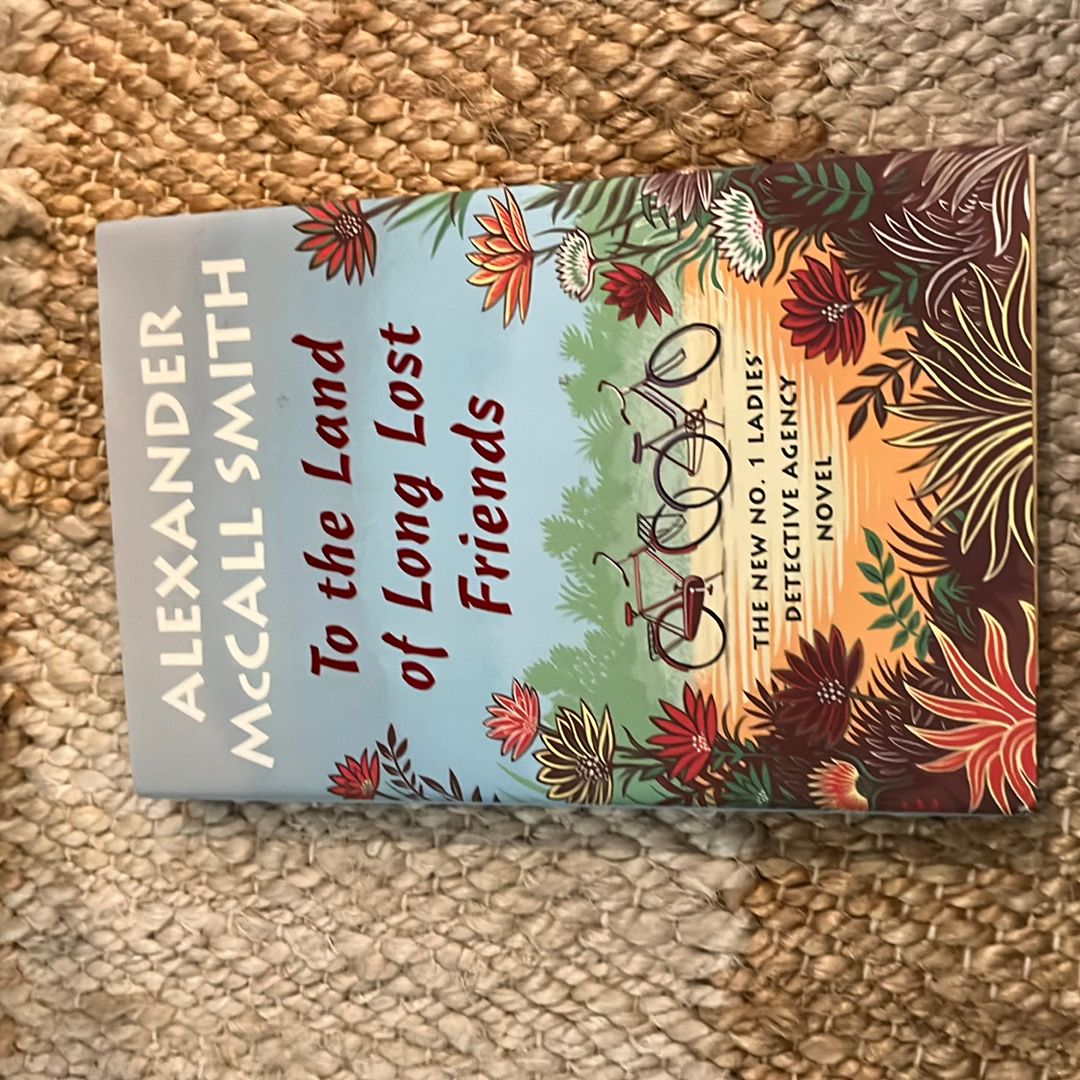 ALEXANDER
McCALL SMITH
To the Land
of Long Lost
Friends
THE NEW NO. 1 LADIES'
DETECTIVE AGENCY
NOVEL